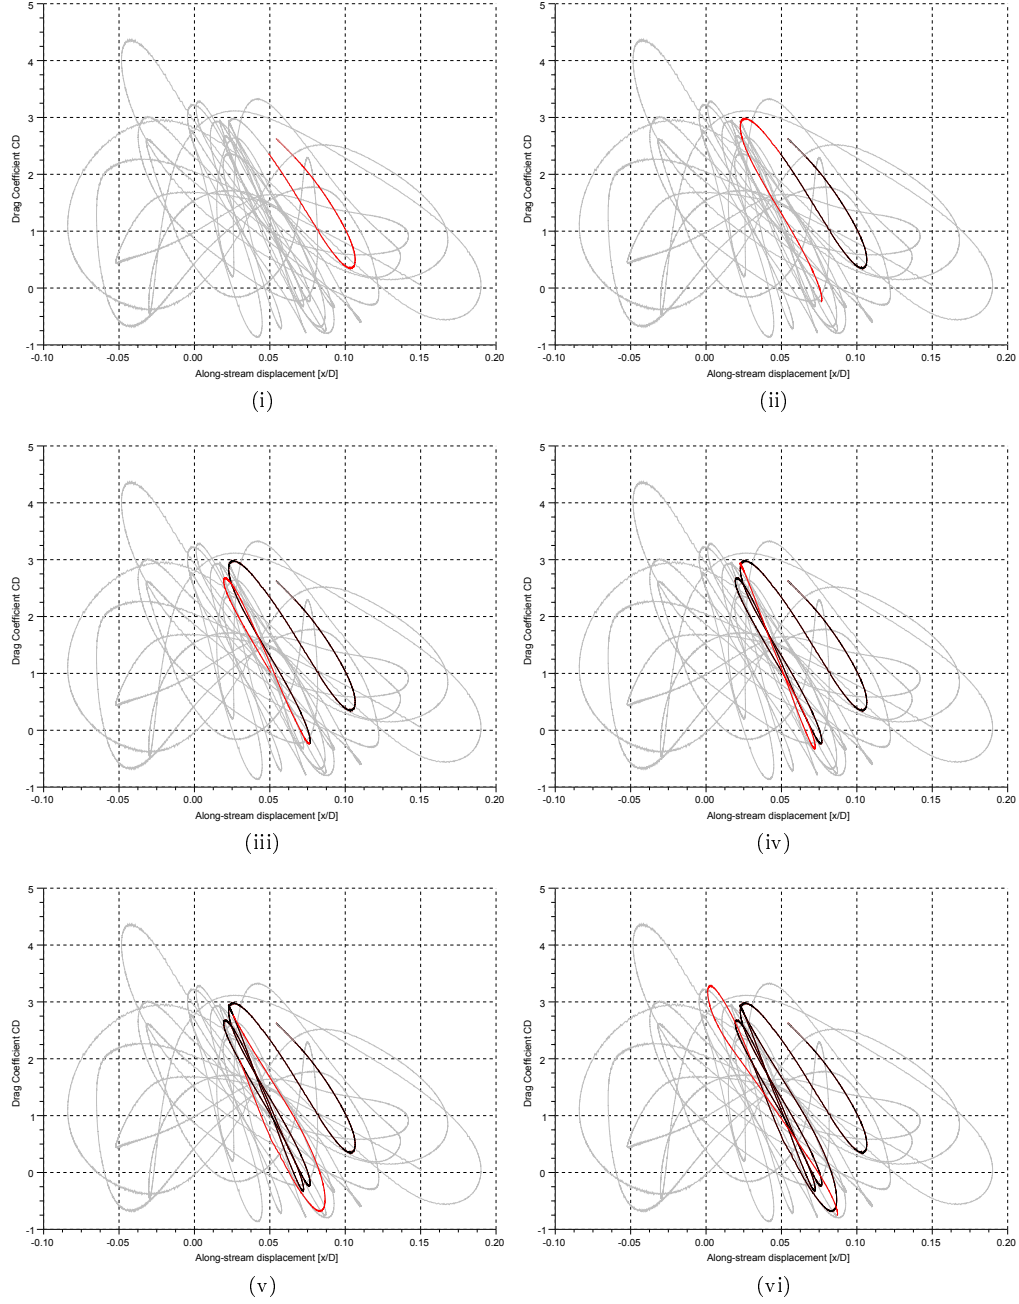 5
4
3
2
1
0
-1
Drag Coefficient CD
-0.10 -0.05 0.00 0.05 0.10 0.15 0.20
Along-stream displacement [x/D]
(i)
5
4
3
2
1
0
-1
Drag Coefficient CD
-0.10 -0.05 0.00 0.05 0.10 0.15 0.20
Along-stream displacement [x/D]
(ii)
5
4
3
2
1
0
-1
Drag Coefficient CD
-0.10 -0.05 0.00 0.05 0.10 0.15 0.20
Along-stream displacement [x/D]
(iii)
5
4
3
2
1
0
-1
Drag Coefficient CD
-0.10 -0.05 0.00 0.05 0.10 0.15 0.20
Along-stream displacement [x/D]
(iv)
5
4
3
2
1
0
-1
Drag Coefficient CD
-0.10 -0.05 0.00 0.05 0.10 0.15 0.20
Along-stream displacement [x/D]
(v)
5
4
3
2
1
0
-1
Drag Coefficient CD
-0.10 -0.05 0.00 0.05 0.10 0.15 0.20
Along-stream displacement [x/D]
(vi)